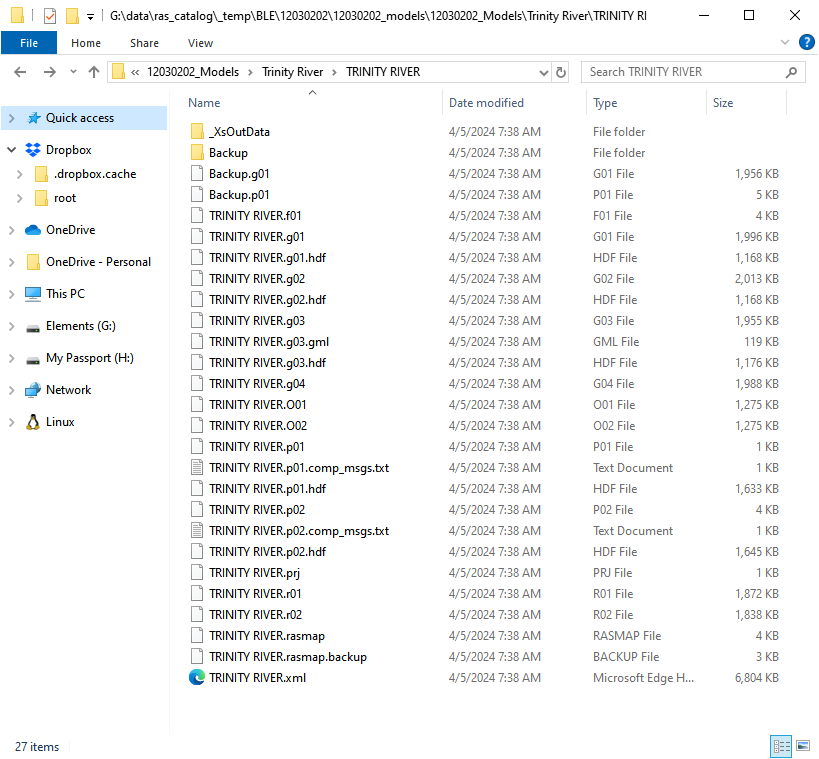 G:\data\ras_catalog\_temp\BLE\12030202\12030202_models\12030202_Models\Trinity River\TRINITY RI
File Home Share View
« 12030202_Models > Trinity River > TRINITY RIVER Search TRINITY RIVER
Name Date modified Type Size
Quick access
Dropbox
.dropbox.cache
root
OneDrive
OneDrive - Personal
This PC
Elements (G:)
My Passport (H:)
Network
Linux
_XsOutData 4/5/2024 7:38 AM File folder
Backup 4/5/2024 7:38 AM File folder
Backup.g01 4/5/2024 7:38 AM G01 File 1,956 KB
Backup.p01 4/5/2024 7:38 AM P01 File 5 KB
TRINITY RIVER.f01 4/5/2024 7:38 AM F01 File 4 KB
TRINITY RIVER.g01 4/5/2024 7:38 AM G01 File 1,996 KB
TRINITY RIVER.g01.hdf 4/5/2024 7:38 AM HDF File 1,168 KB
TRINITY RIVER.g02 4/5/2024 7:38 AM G02 File 2,013 KB
TRINITY RIVER.g02.hdf 4/5/2024 7:38 AM HDF File 1,168 KB
TRINITY RIVER.g03 4/5/2024 7:38 AM G03 File 1,955 KB
TRINITY RIVER.g03.gml 4/5/2024 7:38 AM GML File 119 KB
TRINITY RIVER.g03.hdf 4/5/2024 7:38 AM HDF File 1,176 KB
TRINITY RIVER.g04 4/5/2024 7:38 AM G04 File 1,988 KB
TRINITY RIVER.O01 4/5/2024 7:38 AM O01 File 1,275 KB
TRINITY RIVER.O02 4/5/2024 7:38 AM O02 File 1,275 KB
TRINITY RIVER.p01 4/5/2024 7:38 AM P01 File 1 KB
TRINITY RIVER.p01.comp_msgs.txt 4/5/2024 7:38 AM Text Document 1 KB
TRINITY RIVER.p01.hdf 4/5/2024 7:38 AM HDF File 1,633 KB
TRINITY RIVER.p02 4/5/2024 7:38 AM P02 File 4 KB
TRINITY RIVER.p02.comp_msgs.txt 4/5/2024 7:38 AM Text Document 1 KB
TRINITY RIVER.p02.hdf 4/5/2024 7:38 AM HDF File 1,645 KB
TRINITY RIVER.prj 4/5/2024 7:38 AM PRJ File 1 KB
TRINITY RIVER.r01 4/5/2024 7:38 AM R01 File 1,872 KB
TRINITY RIVER.r02 4/5/2024 7:38 AM R02 File 1,838 KB
TRINITY RIVER.rasmap 4/5/2024 7:38 AM RASMAP File 4 KB
TRINITY RIVER.rasmap.backup 4/5/2024 7:38 AM BACKUP File 3 KB
TRINITY RIVER.xml 4/5/2024 7:38 AM Microsoft Edge H... 6,804 KB
27 items